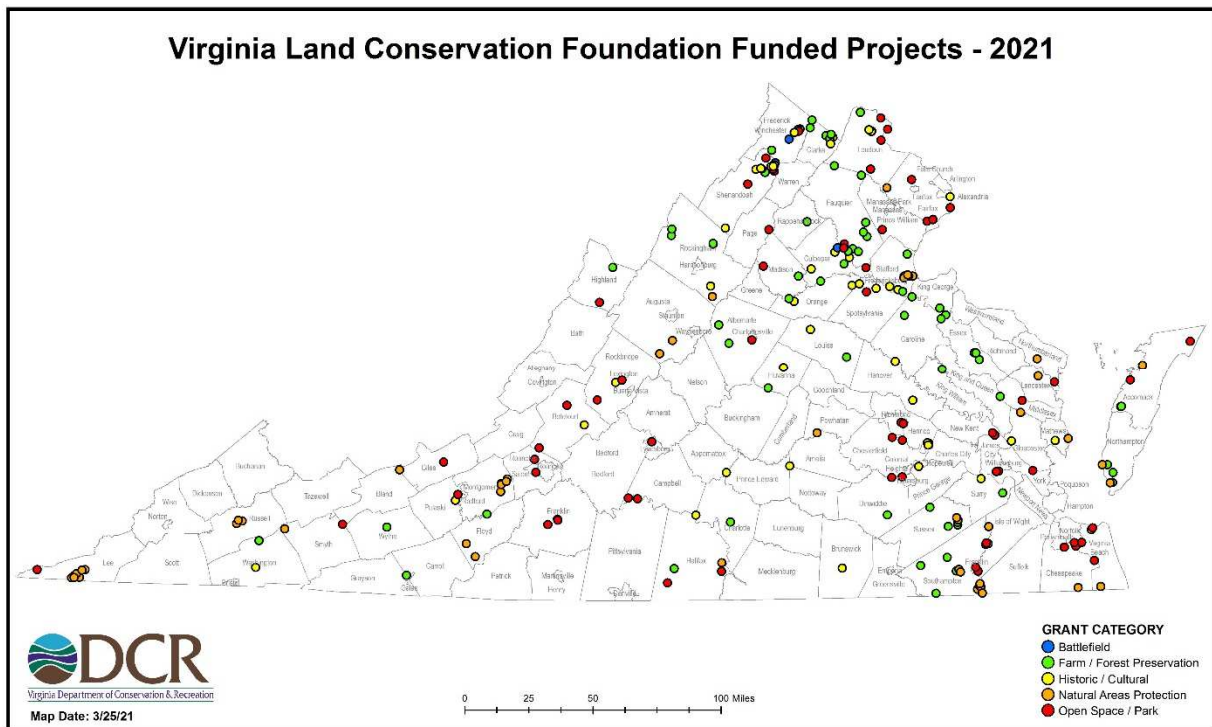 Virginia Land Conservation Foundation Funded Projects - 2021
Frederick
Winchester
Clarke
Loudoun
Falls Church
Arlington
Warren
Fairfax
Alexandria
Shenandoah
Fauquier
Manassas Park
Manassas
Fairfax
Prince William
Page
Rappahannock
Rockingham
Harrisonburg
Culpeper
Stafford
Madison
Highland
Greene
King George
Orange
Augusta
Spotsylvania
Westmoreland
Staunton
Albemarle
Caroline
Essex
Bath
Waynesboro
Charlottesville
Louisa
Richmond
Northumberland
Rockbridge
Hanover
Alleghany
Lexington
Nelson
Fluvanna
Goochland
King and Queen
Lancaster
Accomack
Covington
Buena Vista
King William
Middlesex
Botetourt
Amherst
Buckingham
Cumberland
Powhatan
Richmond
Henrico
New Kent
Mathews
Northampton
Craig
Chesterfield
Charles City
James City
Gloucester
Bedford
Lynchburg
Appomattox
Amelia
Colonial Heights
Hopewell
Williamsburg
Buchanan
Giles
Roanoke
Salem
Roanoke
Bedford
Campbell
Prince Edward
Petersburg
York
Bland
Montgomery
Nottoway
Prince George
Surry
Newport News
Poquoson
Dickenson
Tazewell
Pulaski
Radford
Dinwiddie
Hampton
Wise
Norton
Russell
Franklin
Charlotte
Lunenburg
Sussex
Isle of Wight
Norfolk
Smyth
Wythe
Floyd
Portsmouth
Virginia Beach
Lee
Scott
Washington
Carroll
Pittsylvania
Halifax
Brunswick
Franklin
Suffolk
Grayson
Patrick
Martinsville
Mecklenburg
Emporia
Southampton
Chesapeake
Bristol
Galax
Henry
Danville
Greensville
DCR
Virginia Department of Conservation & Recreation
Map Date: 3/25/21
0 25 50 100 Miles
GRANT CATEGORY
Battlefield
Farm / Forest Preservation
Historic / Cultural
Natural Areas Protection
Open Space / Park